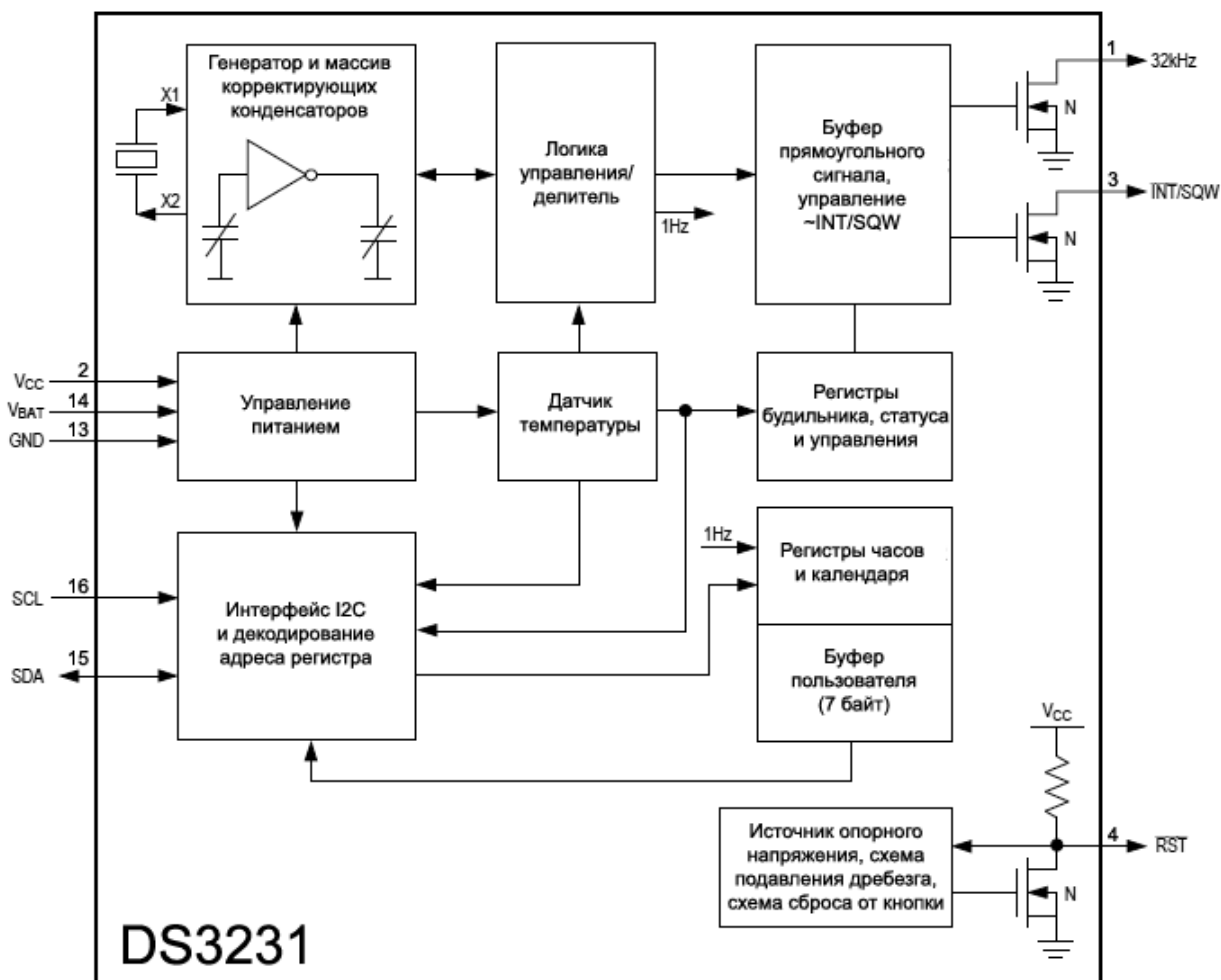 Генератор и массив
корректирующих
конденсаторов
X1
X2
Логика
управления/
делитель
1Hz
Буфер
прямоугольного
сигнала,
управление
~INT/SQW
1
32kHz
N
3
INT/SQW
N
VCC
2
VBAT
14
GND
13
Управление
питанием
Датчик
температуры
Регистры
будильника, статуса
и управления
1Hz
Регистры часов
и календаря
SCL
16
SDA
15
Интерфейс I2C
и декодирование
адреса регистра
Буфер
пользователя
(7 байт)
VCC
Источник опорного
напряжения, схема
подавления дребезга,
схема сброса от кнопки
4
RST
N
DS3231